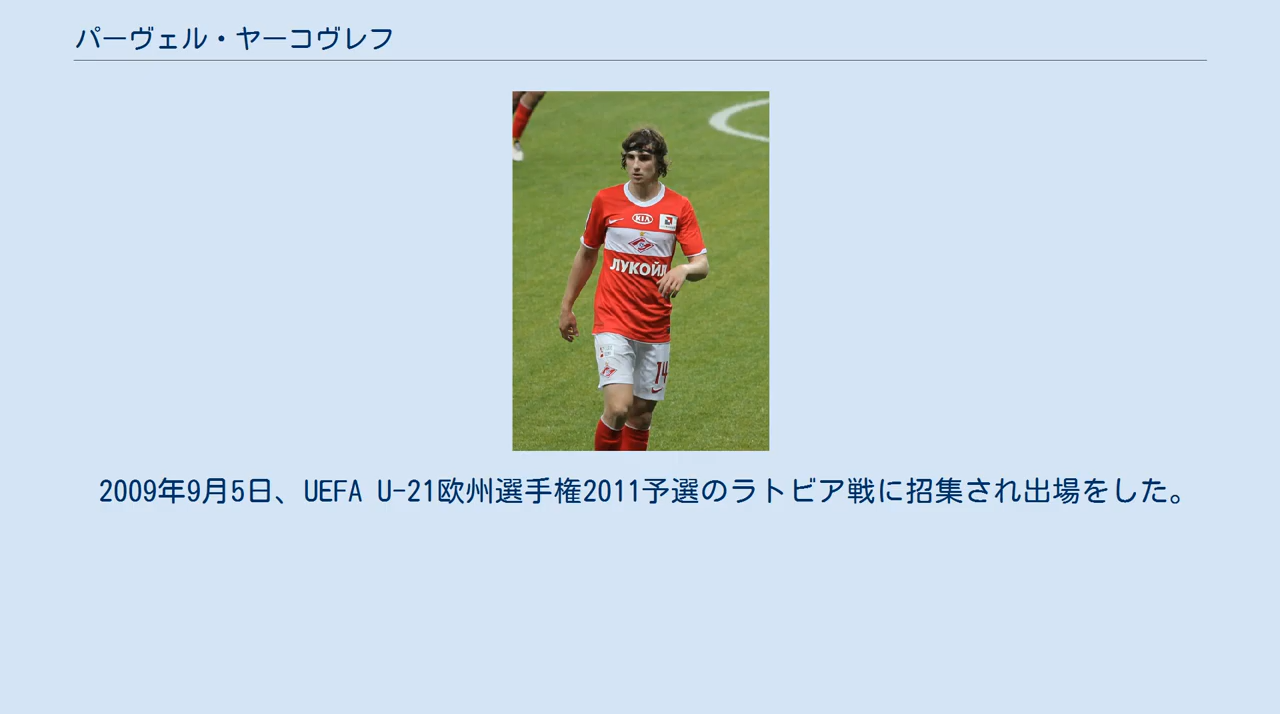 パーヴェル・ヤーコヴレフ
KIA
ЛУКОЙЛ
14
2009年9月5日、UEFA U-21欧州選手権2011予選のラトビア戦に招集され出場をした。